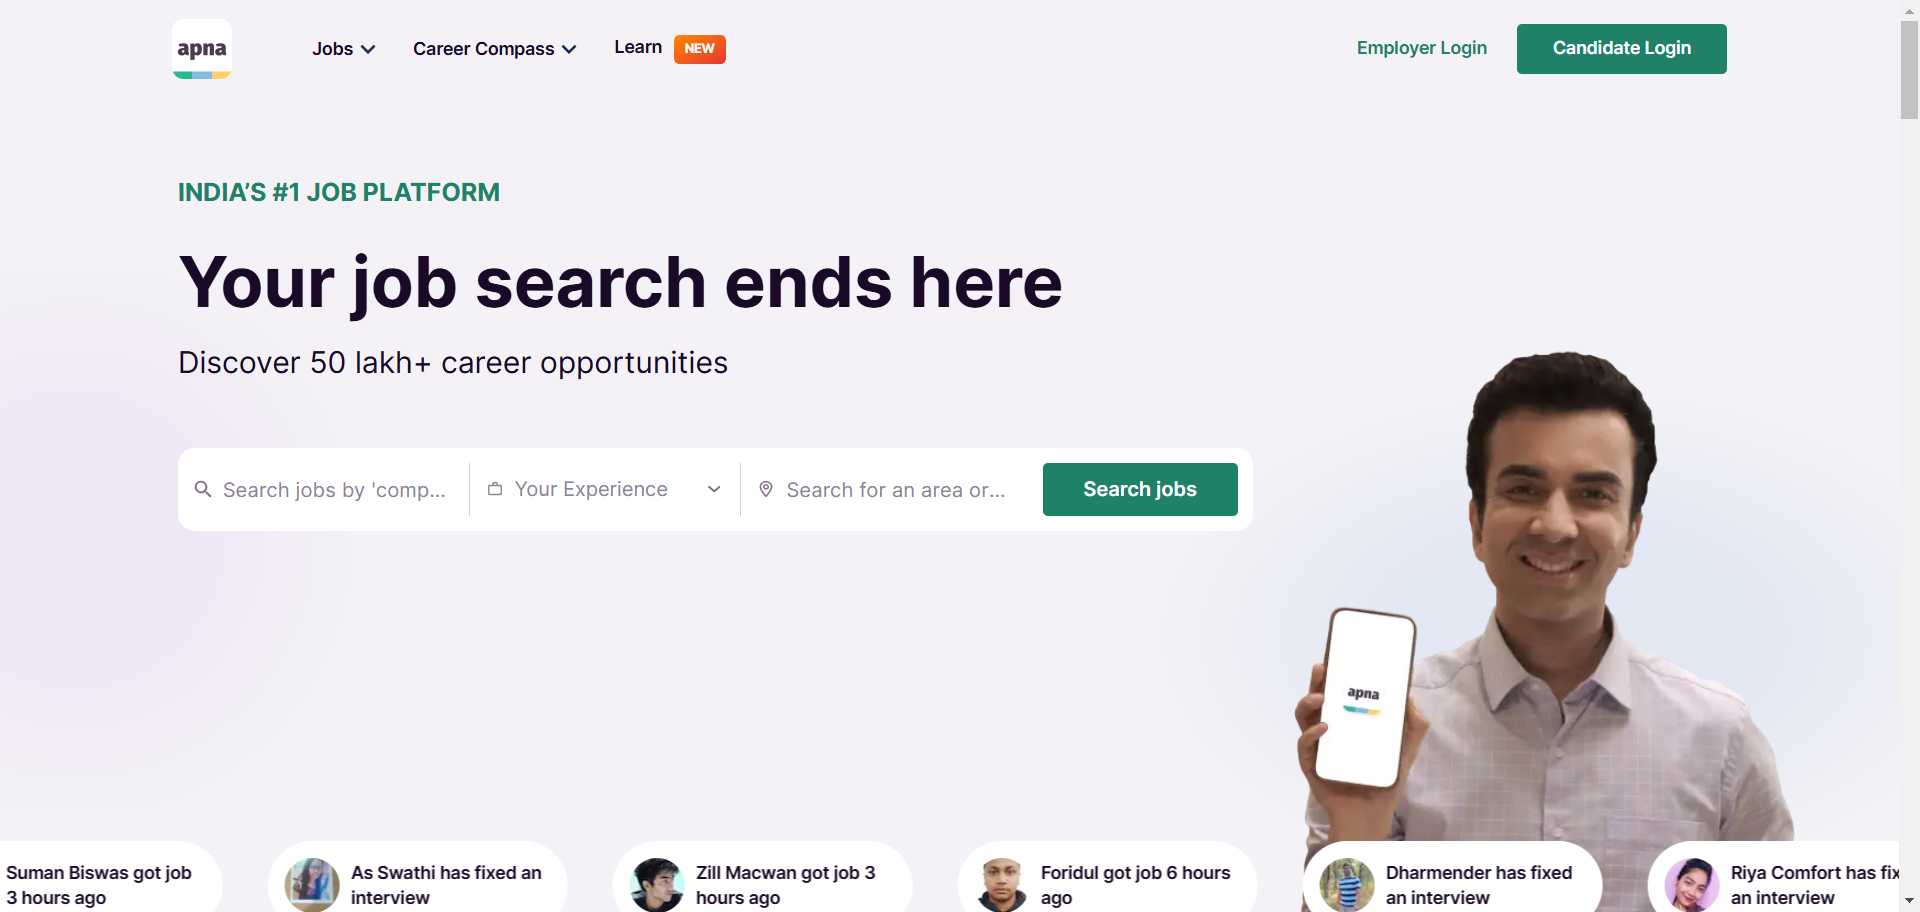 apna
Jobs
Career Compass
Learn
NEW
Employer Login
Candidate Login
INDIA’S #1 JOB PLATFORM
Your job search ends here
Discover 50 lakh+ career opportunities
Search jobs by 'comp...
Your Experience
Search for an area or...
Search jobs
apna
Suman Biswas got job
3 hours ago
As Swathi has fixed an
interview
Zill Macwan got job 3
hours ago
Foridul got job 6 hours
ago
Dharmender has fixed
an interview
Riya Comfort has fix
an interview